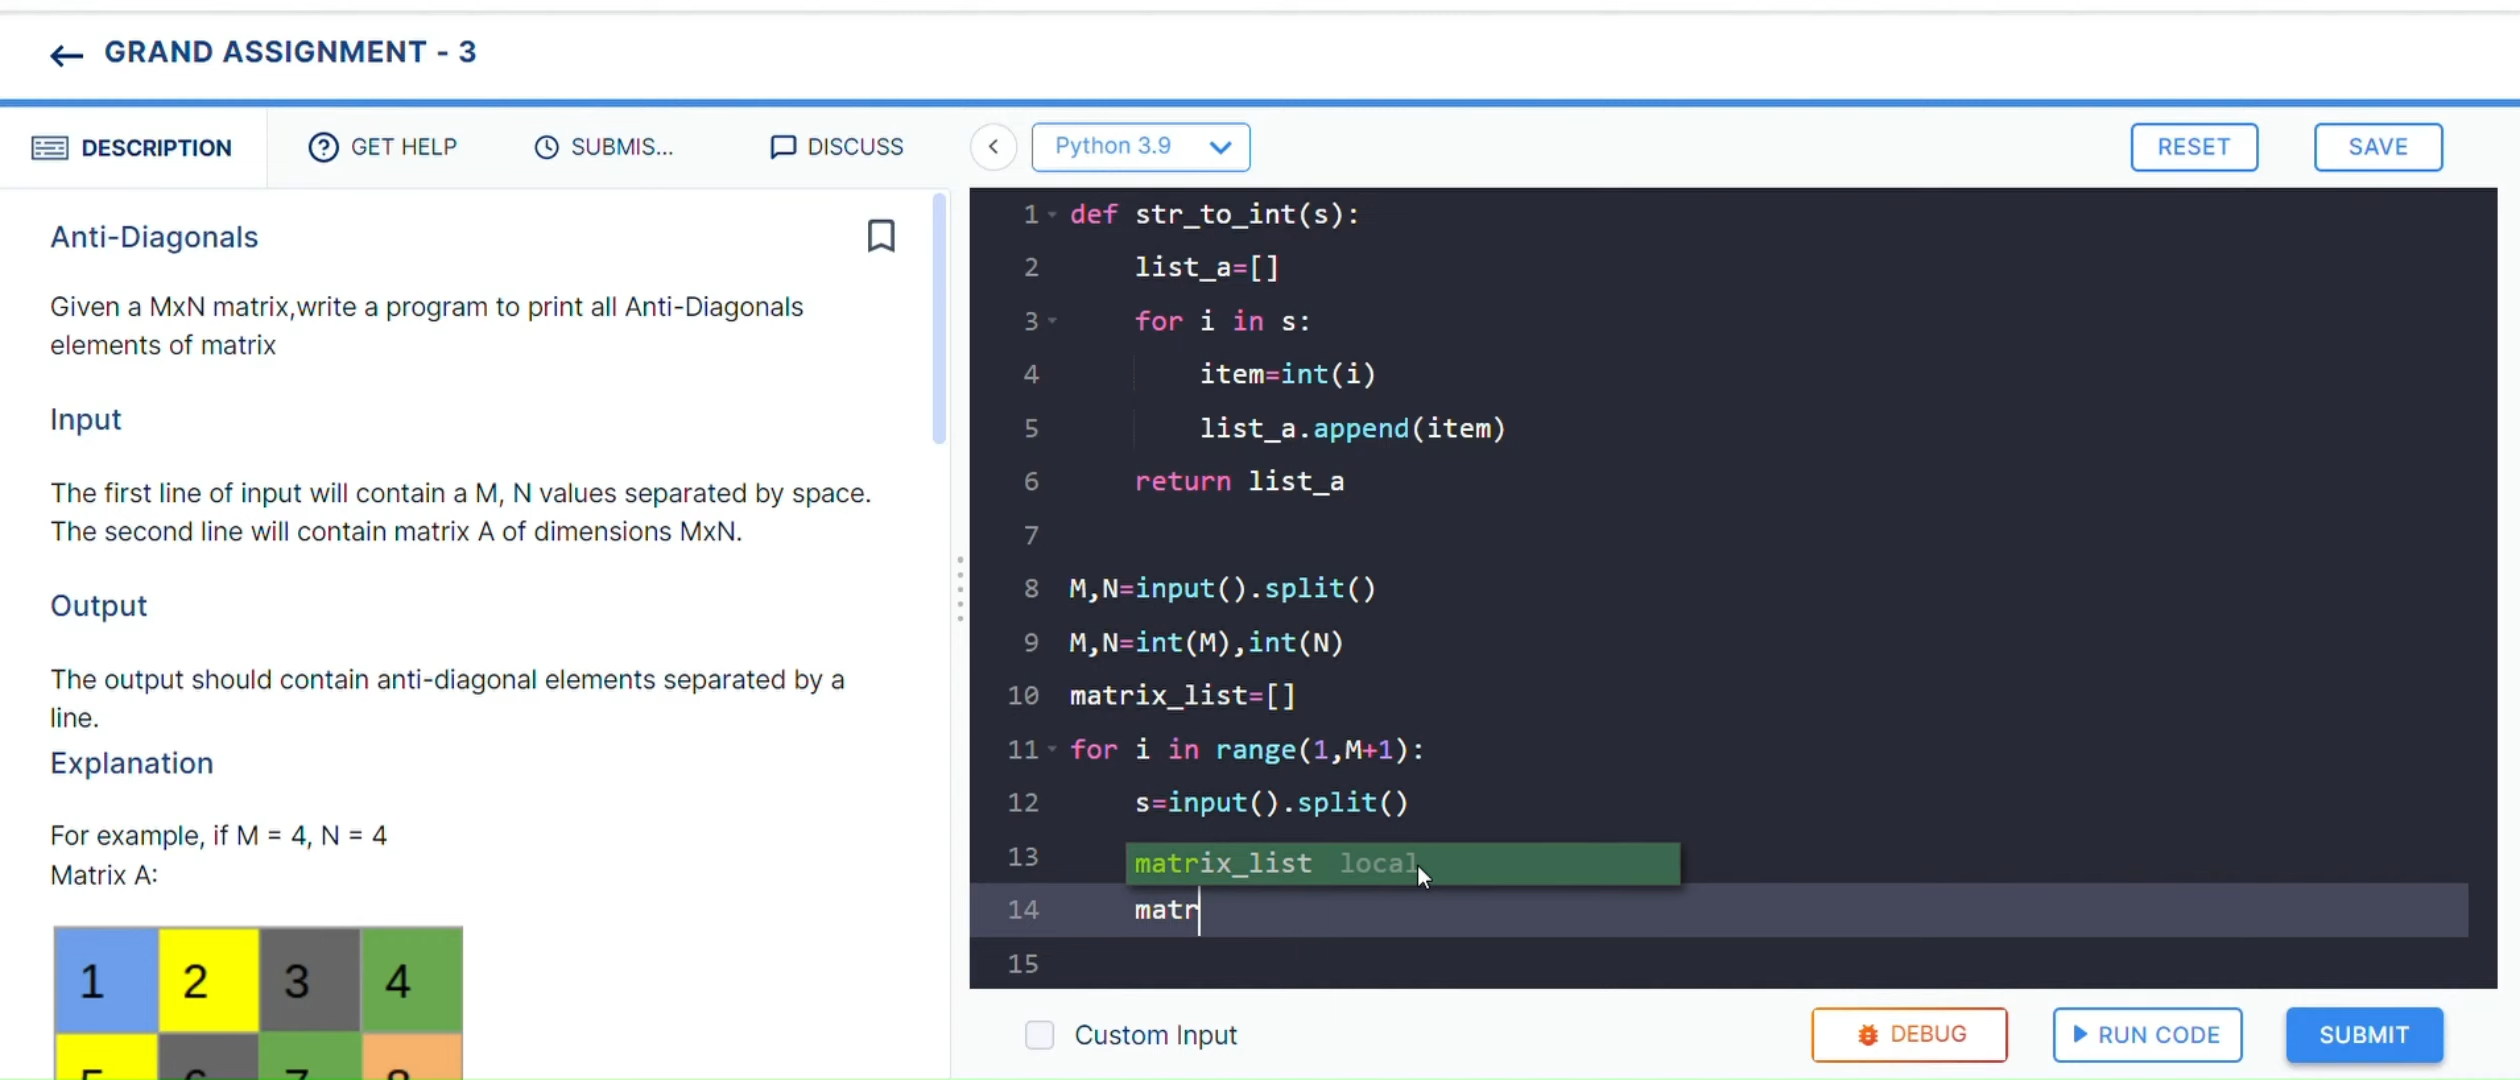 GRAND ASSIGNMENT - 3
DESCRIPTION
GET HELP
SUBMIS...
DISCUSS
Python 3.9
RESET
SAVE
Anti-Diagonals
Given a MxN matrix,write a program to print all Anti-Diagonals
elements of matrix
Input
The first line of input will contain a M, N values separated by space.
The second line will contain matrix A of dimensions MxN.
Output
The output should contain anti-diagonal elements separated by a
line.
Explanation
For example, if M = 4, N = 4
Matrix A:
1 2 3 4
5 6 7 8
1 def str_to_int(s):
2 list_a=[]
3 for i in s:
4 item=int(i)
5 list_a.append(item)
6 return list_a
7
8 M,N=input().split()
9 M,N=int(M),int(N)
10 matrix_list=[]
11 for i in range(1,M+1):
12 s=input().split()
13
matrix_list local
14 matr
15
Custom Input
DEBUG
RUN CODE
SUBMIT